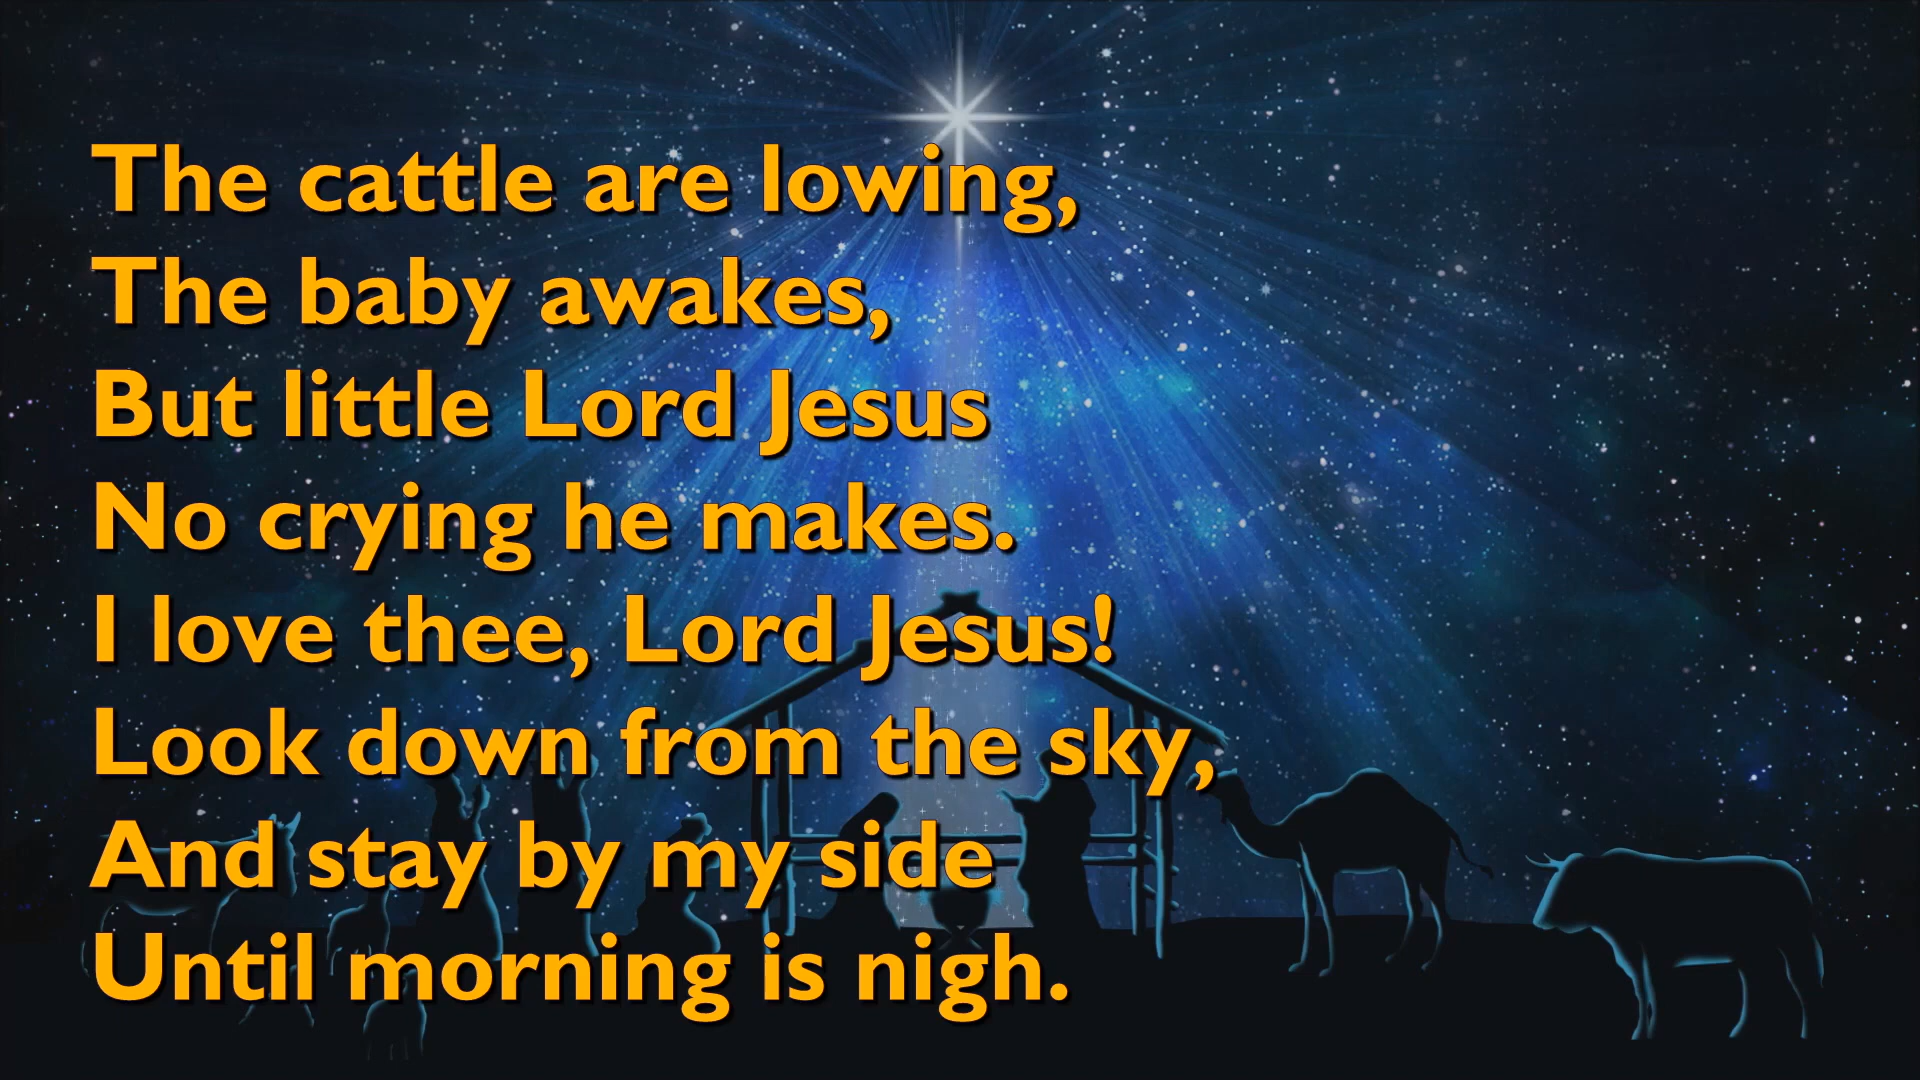 The cattle are lowing,
The baby awakes,
But little Lord Jesus
No crying he makes.
I love thee, Lord Jesus!
Look down from the sky,
And stay by my side
Until morning is nigh.